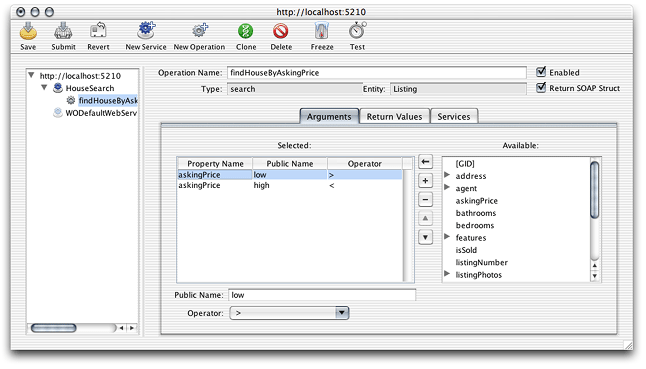 http://localhost:5210
Save Submit Revert New Service New Operation Clone Delete Freeze Test
http://localhost:5210
HouseSearch
findHouseByAsk
WODefaultWebServ
Operation Name: findHouseByAskingPrice Enabled
Type: search Entity: Listing Return SOAP Struct
Arguments Return Values Services
Selected: Available:
Property Name Public Name Operator
askingPrice low >
askingPrice high <
[GID]
address
agent
askingPrice
bathrooms
bedrooms
features
isSold
listingNumber
listingPhotos
Public Name: low
Operator: >